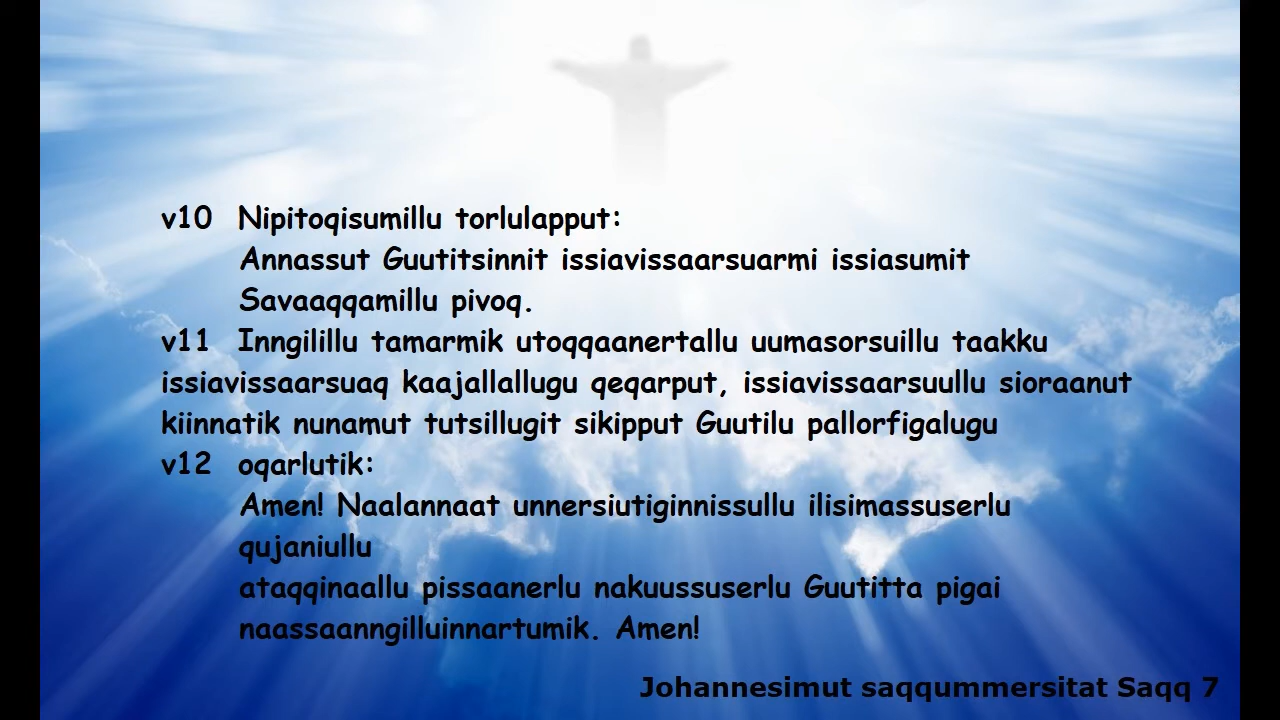 v10 Nipitoqisumillu torlulapput:
Annassut Guutitsinnit issiavissaarsuarmi issiasumit
Savaaqqamillu pivoq.
v11 Inngilillu tamarmik utoqqaanertallu uumasorsuillu taakku
issiavissaarsuaq kaajallallugu qeqarput, issiavissaarsuullu sioraanut
kiinnatik nunamut tutsillugit sikipput Guutilu pallorfigalugu
v12 oqarlutik:
Amen! Naalannaat unnersiutiginnissullu ilisimassuserlu
qujaniullu
ataqqinaallu pissaanerlu nakuussuserlu Guutitta pigai
naassaanngilluinnartumik. Amen!
Johannesimut saqqummersitat Saqq 7